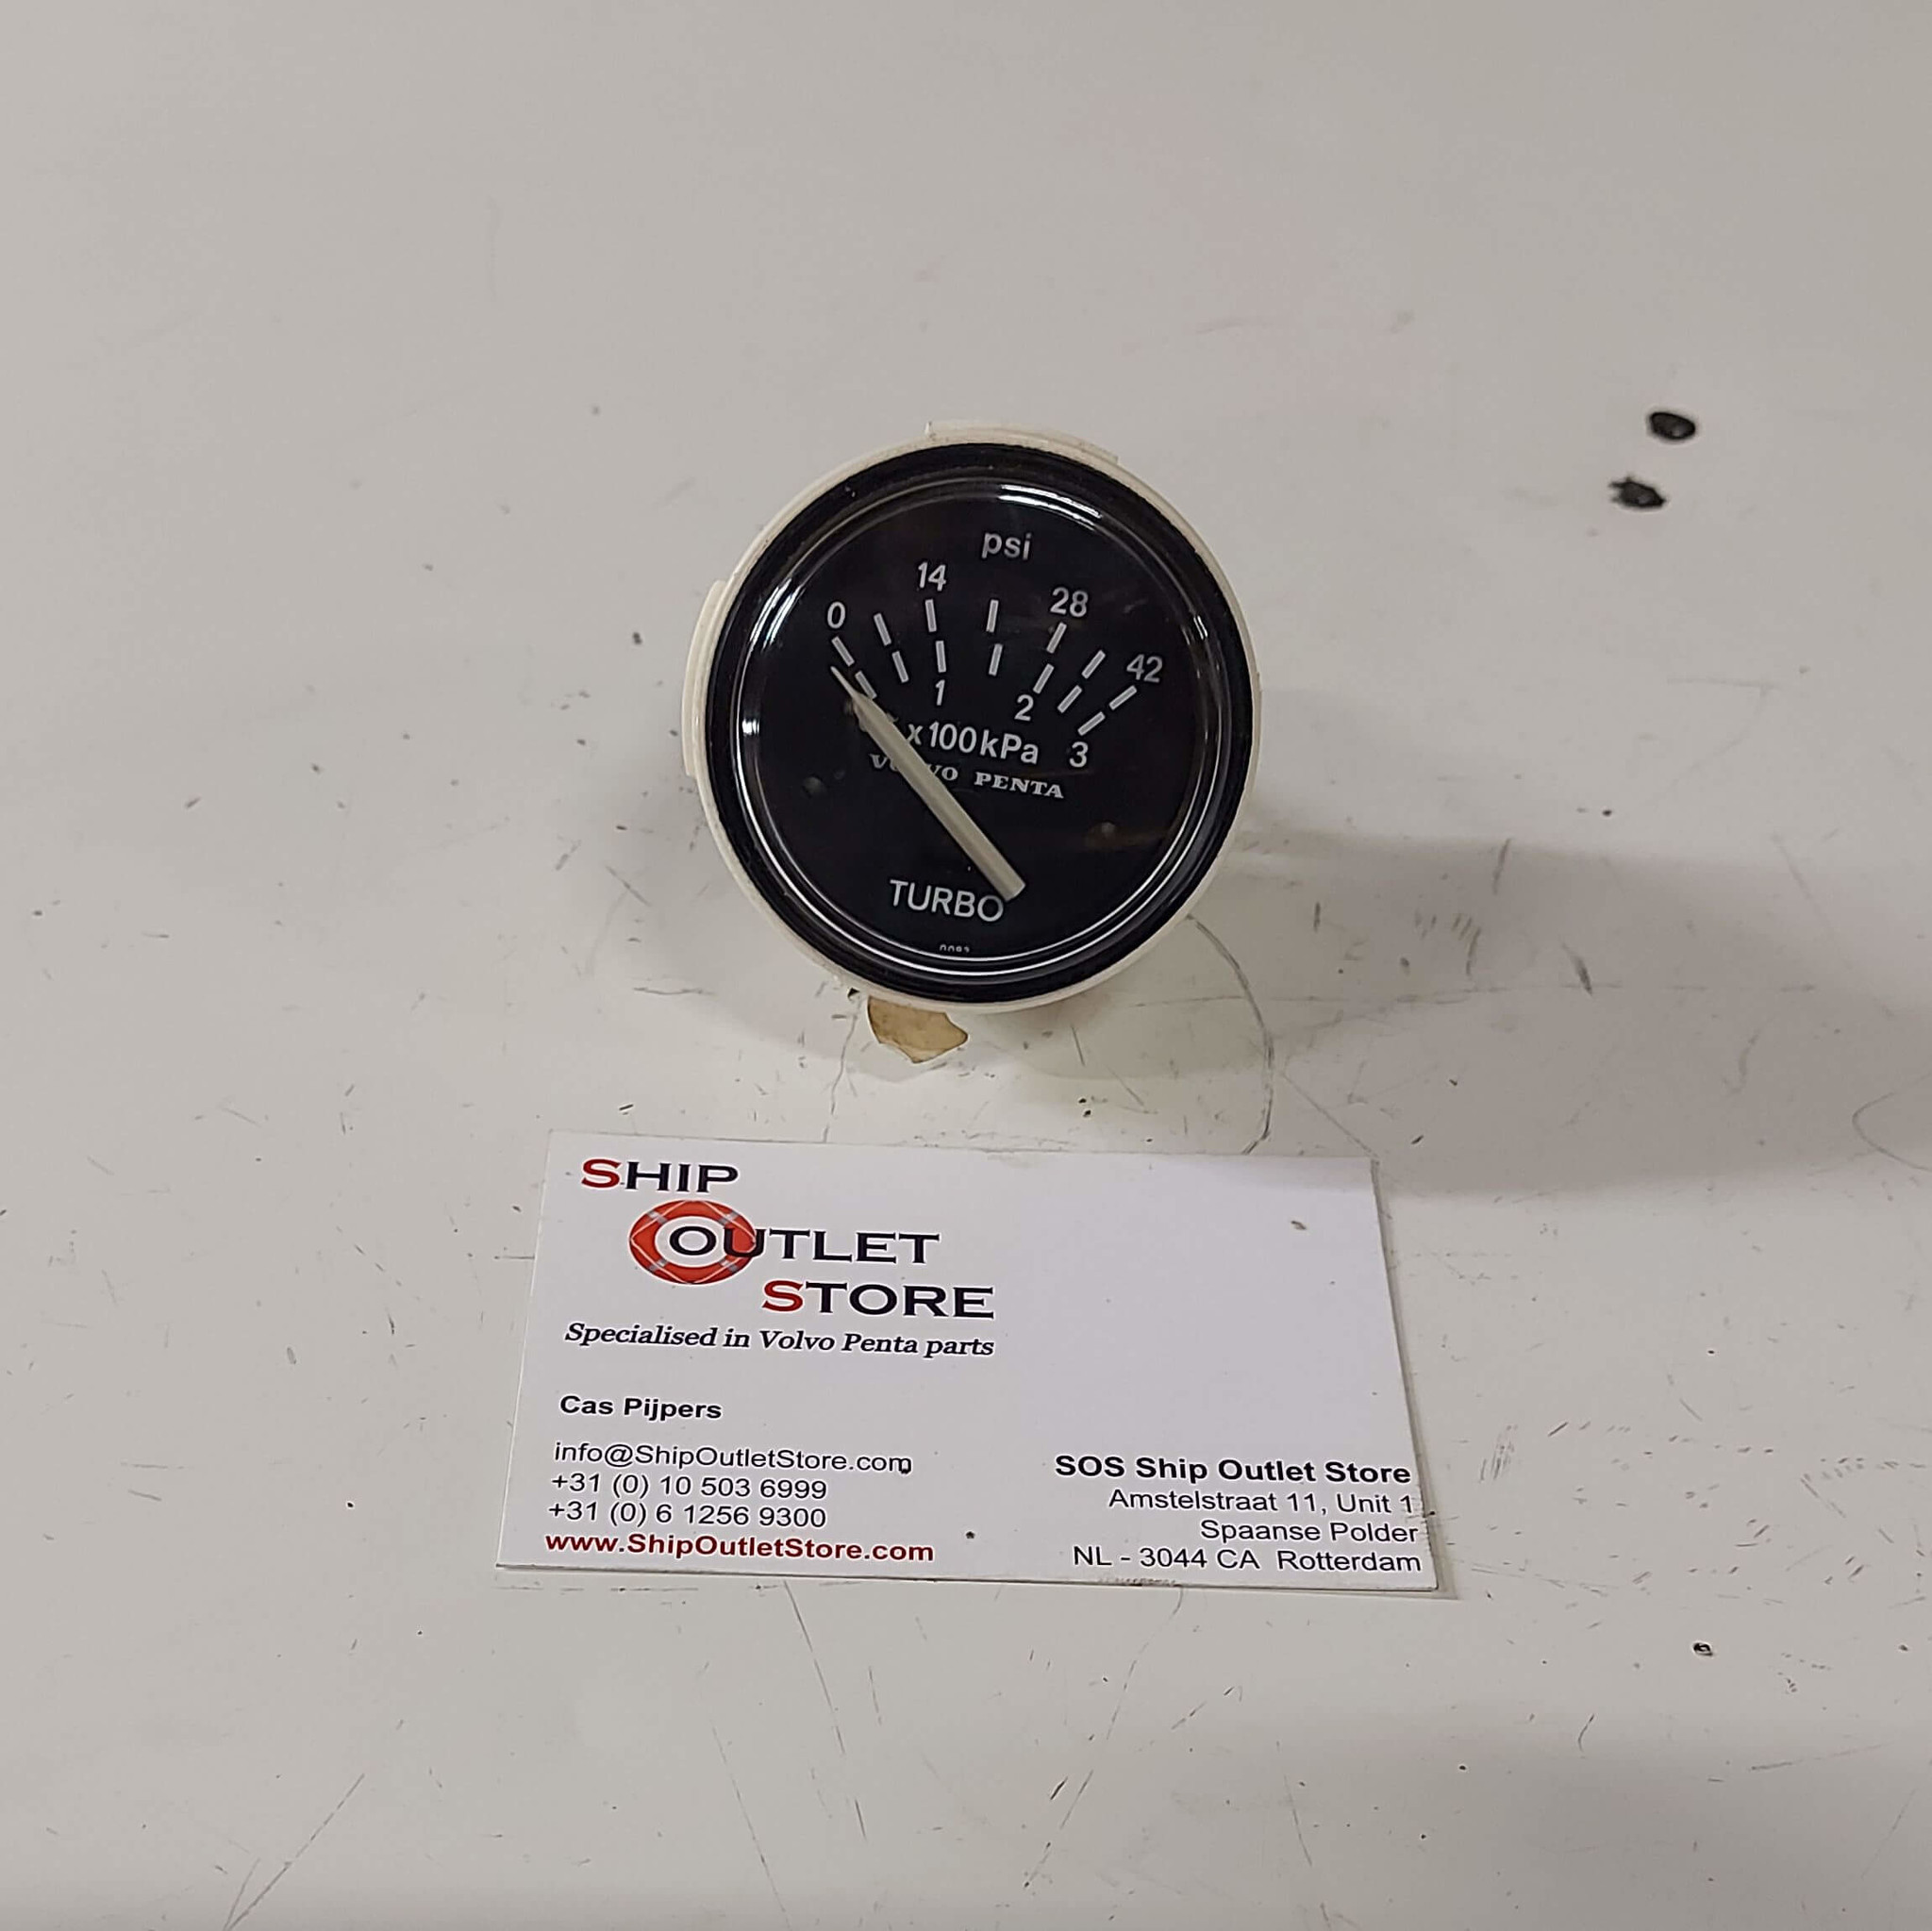 psi
0 14 28 42
1 2 3
x100kPa
VOLVO PENTA
TURBO
SHIP
OUTLET
STORE
Specialised in Volvo Penta parts
Cas Pijpers
info@ShipOutletStore.com
+31 (0) 10 503 6999
+31 (0) 6 1256 9300
www.ShipOutletStore.com
SOS Ship Outlet Store
Amstelstraat 11, Unit 1
Spaanse Polder
NL - 3044 CA Rotterdam